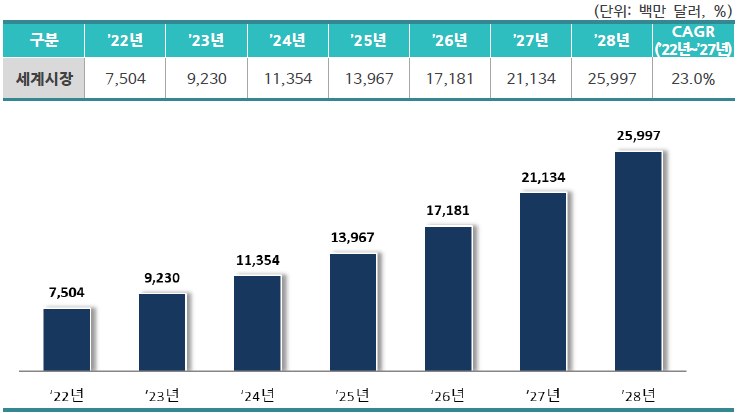 (단위: 백만 달러, %)
구분 '22년 '23년 '24년 '25년 '26년 '27년 '28년 CAGR
('22년~'27년)
세계시장 7,504 9,230 11,354 13,967 17,181 21,134 25,997 23.0%
25,997
21,134
17,181
13,967
11,354
9,230
7,504
'22년 '23년 '24년 '25년 '26년 '27년 '28년